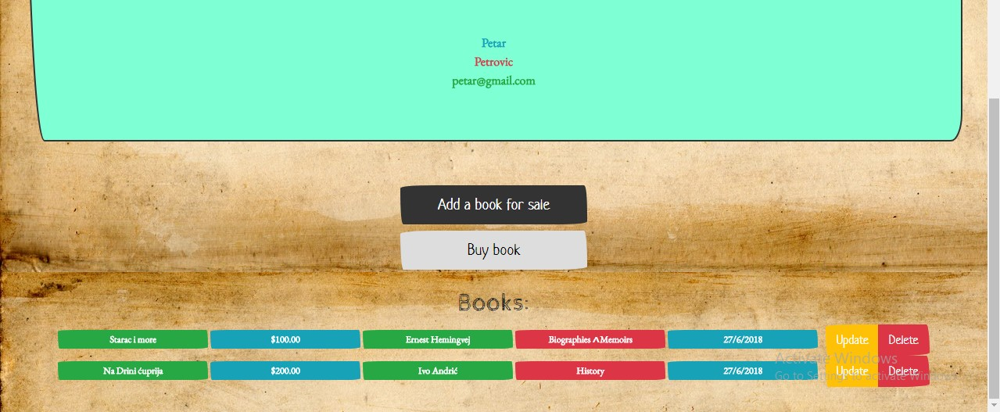 Petar
Petrovic
petar@gmail.com
Add a book for sale
Buy book
Books:
Starac i more $100.00 Ernest Hemingvej Biographies ^Memoirs 27/6/2018 Update Delete
Na Drini ćuprija $200.00 Ivo Andrić History 27/6/2018 Update Delete
Activate Windows
Go to Settings to activate Windows.